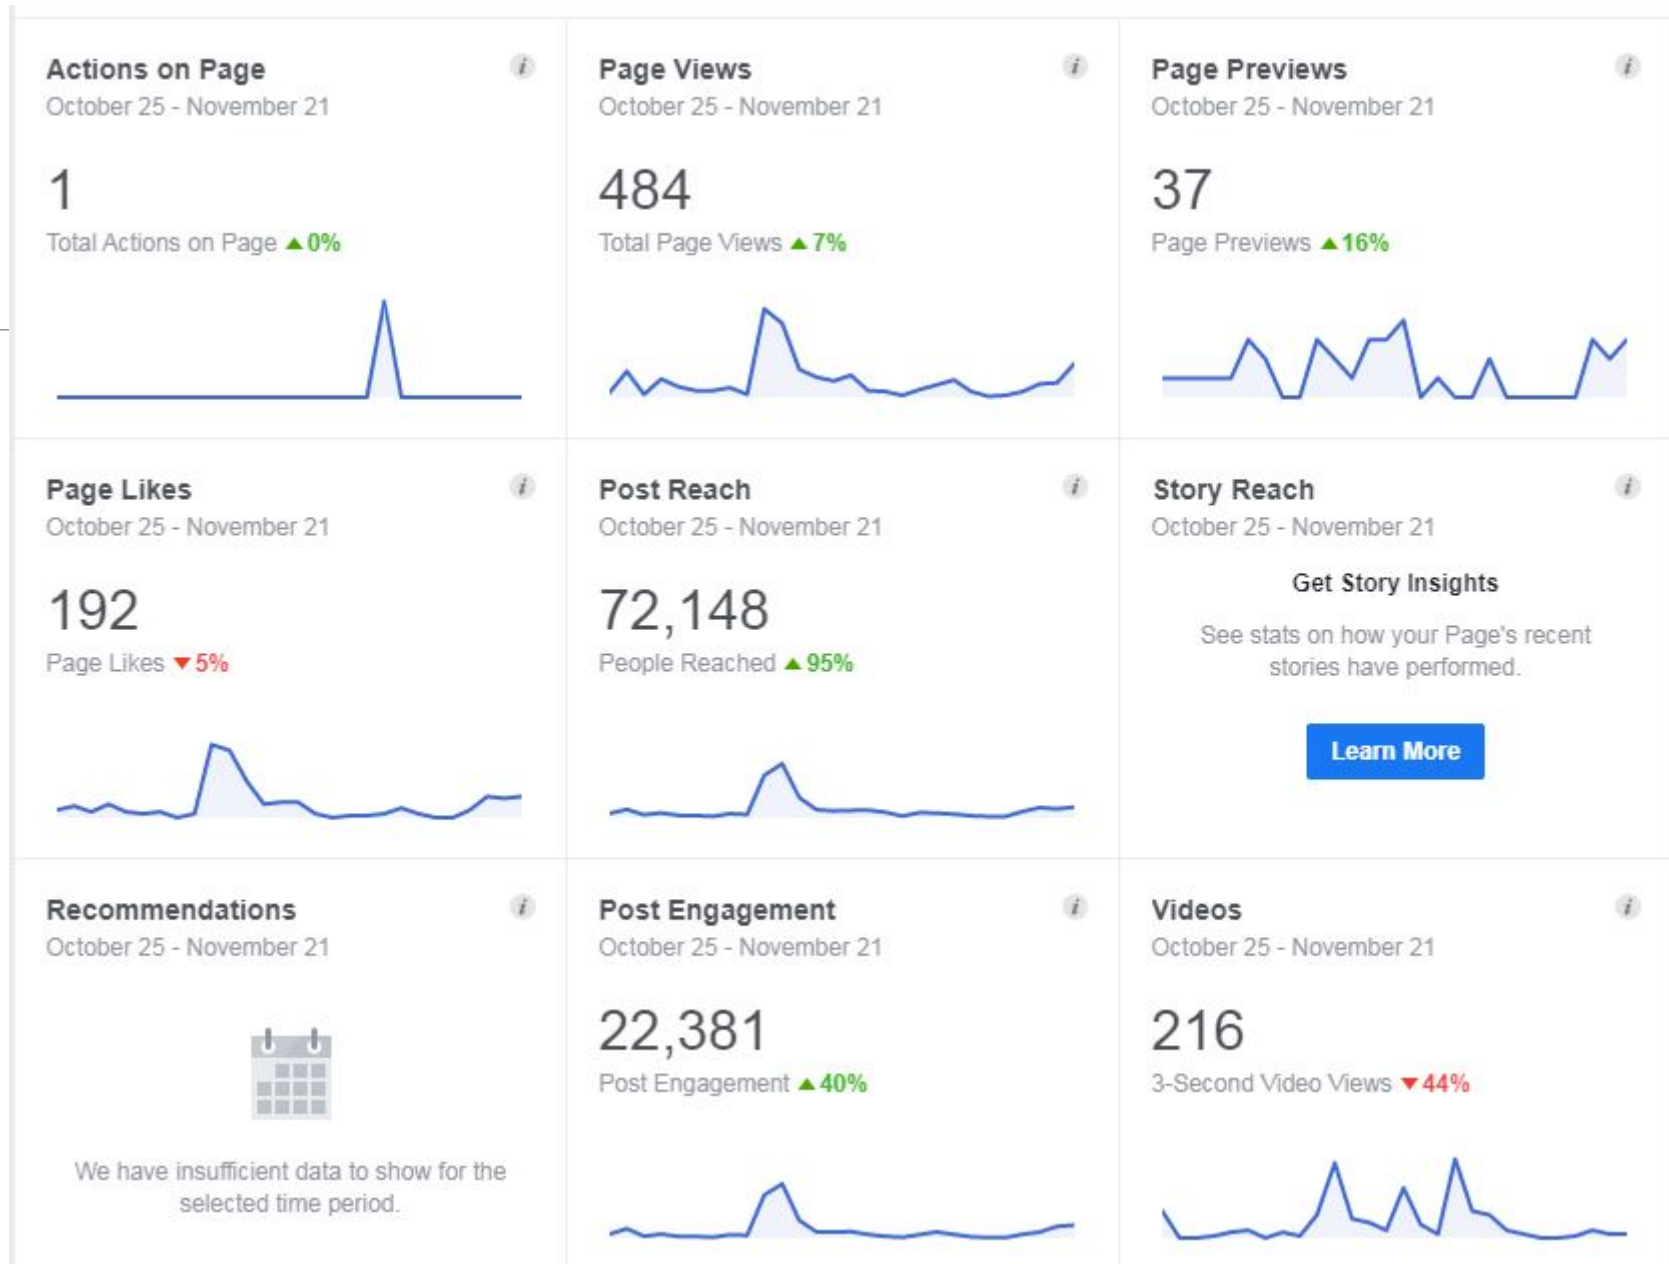 Actions on Page
October 25 - November 21
1
Total Actions on Page ▲ 0%
Page Views
October 25 - November 21
484
Total Page Views ▲ 7%
Page Previews
October 25 - November 21
37
Page Previews ▲ 16%
Page Likes
October 25 - November 21
192
Page Likes ▼ 5%
Post Reach
October 25 - November 21
72,148
People Reached ▲ 95%
Story Reach
October 25 - November 21
Get Story Insights
See stats on how your Page's recent
stories have performed.
Learn More
Recommendations
October 25 - November 21
We have insufficient data to show for the
selected time period.
Post Engagement
October 25 - November 21
22,381
Post Engagement ▲ 40%
Videos
October 25 - November 21
216
3-Second Video Views ▼ 44%